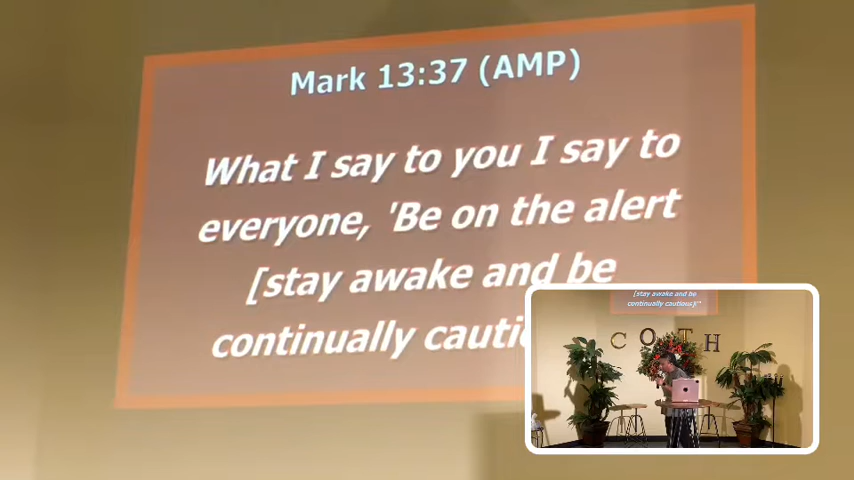 Mark 13:37 (AMP)
What I say to you I say to
everyone, 'Be on the alert
[stay awake and be
continually
[stay awake and be
continually cautious].'"
COTH